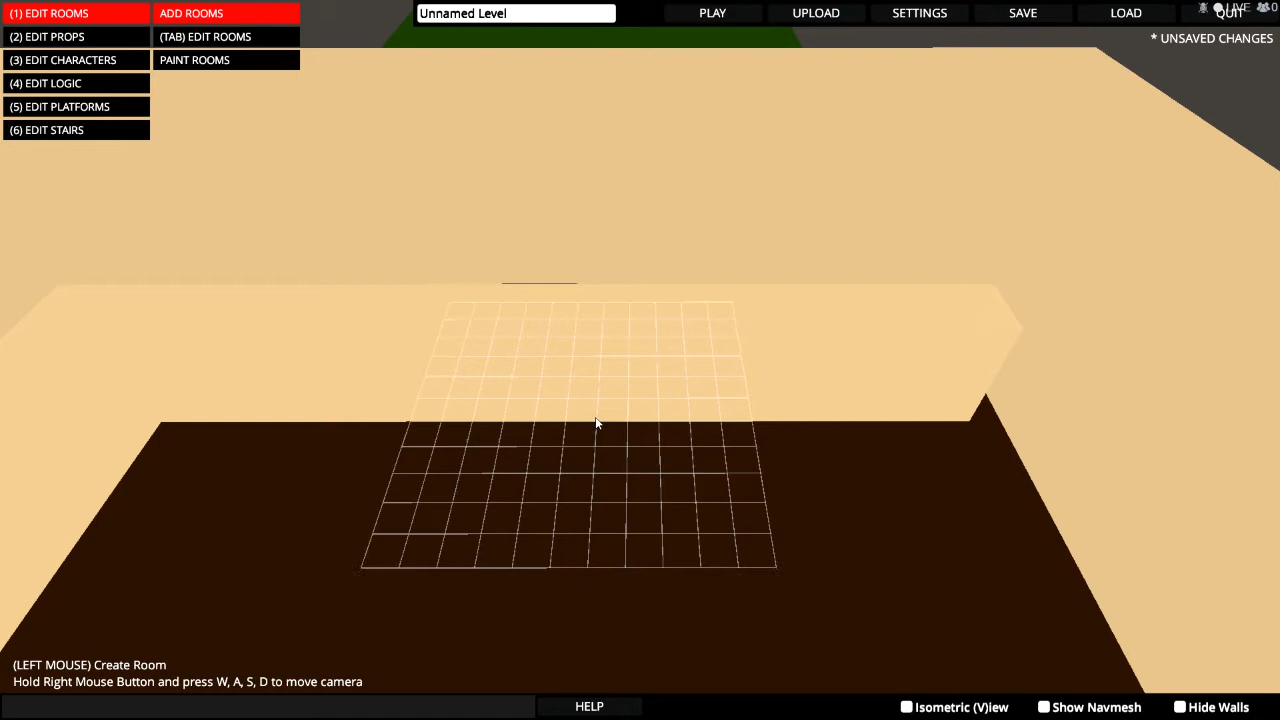 (1) EDIT ROOMS
ADD ROOMS
Unnamed Level
PLAY
UPLOAD
SETTINGS
SAVE
LOAD
QUIT
(2) EDIT PROPS
(TAB) EDIT ROOMS
* UNSAVED CHANGES
(3) EDIT CHARACTERS
PAINT ROOMS
(4) EDIT LOGIC
(5) EDIT PLATFORMS
(6) EDIT STAIRS
(LEFT MOUSE) Create Room
Hold Right Mouse Button and press W, A, S, D to move camera
HELP
Isometric (V)iew
Show Navmesh
Hide Walls